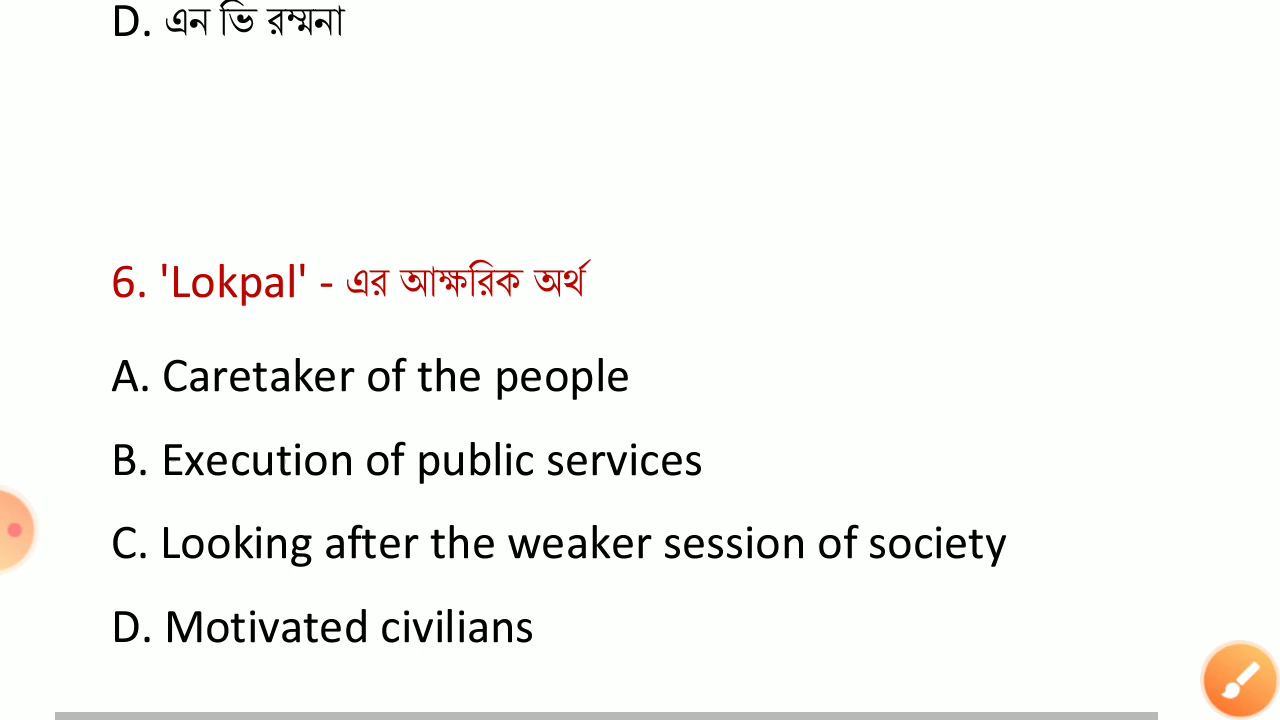 D. এন ভি রম্মনা
6. 'Lokpal' - এর আক্ষরিক অর্থ
A. Caretaker of the people
B. Execution of public services
C. Looking after the weaker session of society
D. Motivated civilians